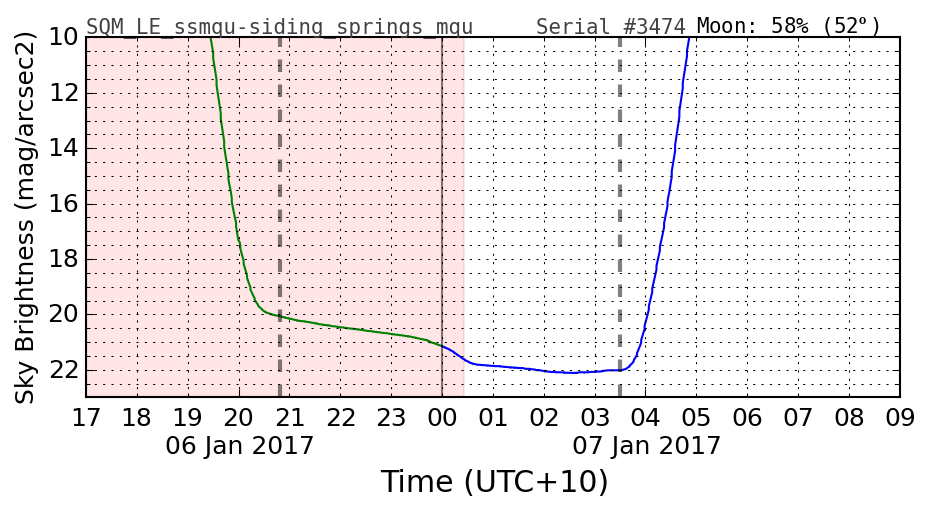 SQM_LE_ssmqu-siding_springs_mqu Serial #3474 Moon: 58% (52°)
Sky Brightness (mag/arcsec2)
10
12
14
16
18
20
22
17 18 19 20 21 22 23 00 01 02 03 04 05 06 07 08 09
06 Jan 2017 07 Jan 2017
Time (UTC+10)